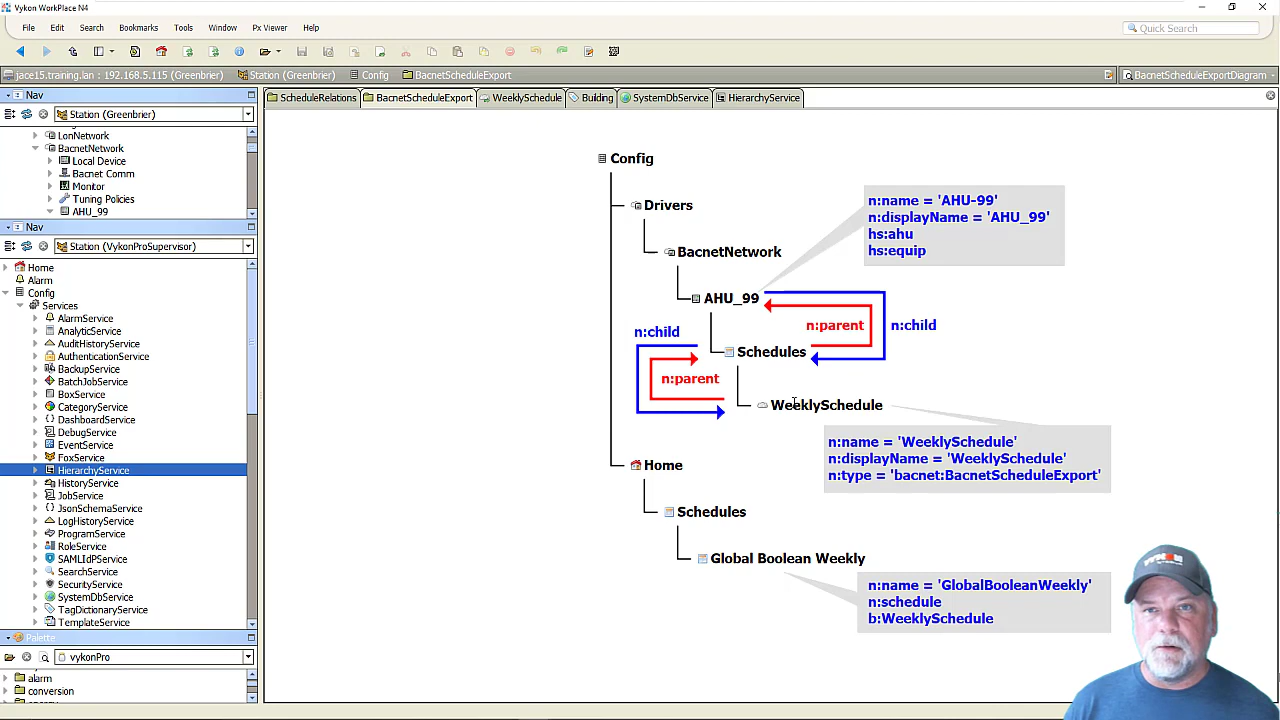 Vykon WorkPlace N4
File Edit Search Bookmarks Tools Window Px Viewer Help
Quick Search
jace15.training.lan : 192.168.5.115 (Greenbrier) Station (Greenbrier) Config BacnetScheduleExport BacnetScheduleExportDiagram
Nav
Station (Greenbrier)
LonNetwork
BacnetNetwork
Local Device
Bacnet Comm
Monitor
Tuning Policies
AHU_99
Nav
Station (VykonProSupervisor)
Home
Alarm
Config
Services
AlarmService
AnalyticService
AuditHistoryService
AuthenticationService
BackupService
BatchJobService
BoxService
CategoryService
DashboardService
DebugService
EventService
FoxService
HierarchyService
HistoryService
JobService
JsonSchemaService
LogHistoryService
ProgramService
RoleService
SAMLIdPService
SearchService
SecurityService
SystemDbService
TagDictionaryService
TemplateService
Palette
vykonPro
alarm
conversion
ScheduleRelations BacnetScheduleExport WeeklySchedule Building SystemDbService HierarchyService
Config
Drivers
BacnetNetwork
AHU_99
n:name = 'AHU-99'
n:displayName = 'AHU_99'
hs:ahu
hs:equip
n:child
n:parent
n:child
Schedules
n:parent
WeeklySchedule
n:name = 'WeeklySchedule'
n:displayName = 'WeeklySchedule'
n:type = 'bacnet:BacnetScheduleExport'
Home
Schedules
Global Boolean Weekly
n:name = 'GlobalBooleanWeekly'
n:schedule
b:WeeklySchedule